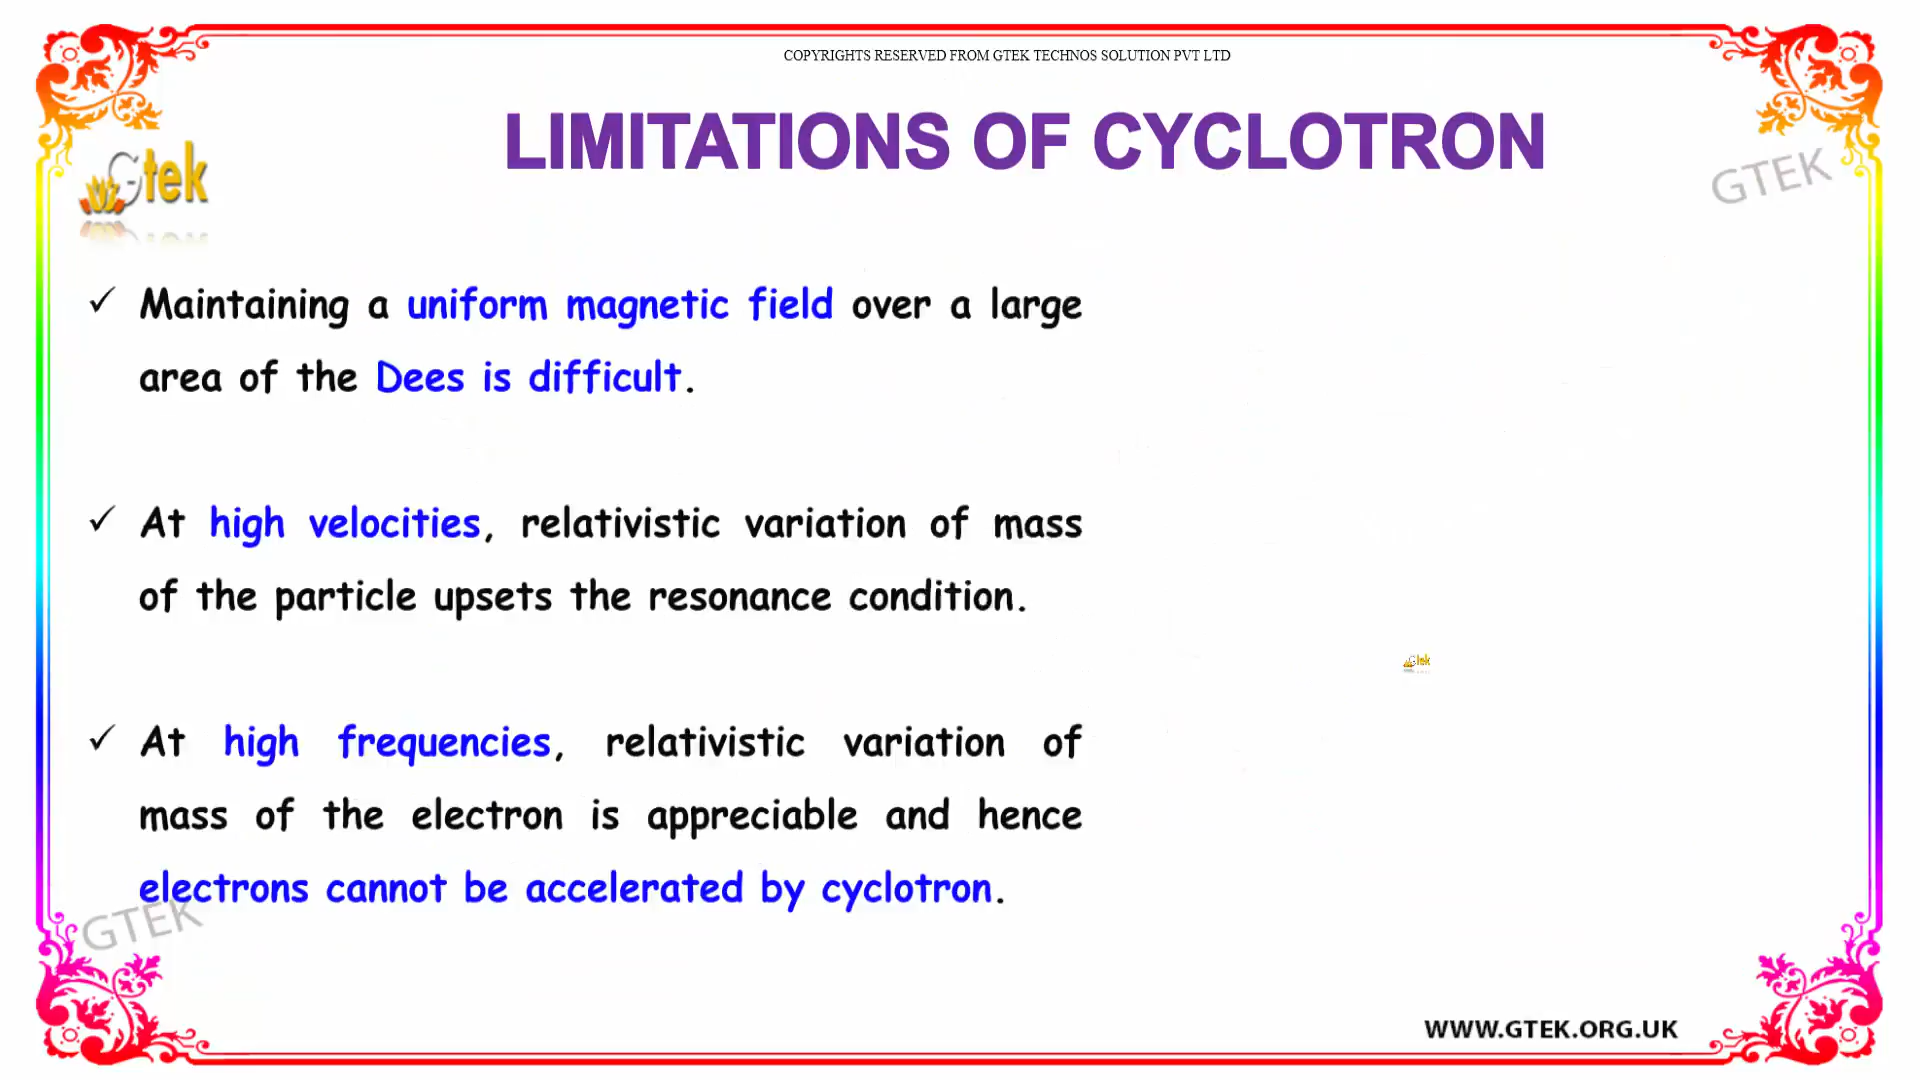 COPYRIGHTS RESERVED FROM GTEK TECHNOS SOLUTION PVT LTD
LIMITATIONS OF CYCLOTRON
Gtek
GTEK
✓ Maintaining a uniform magnetic field over a large
area of the Dees is difficult.
✓ At high velocities, relativistic variation of mass
of the particle upsets the resonance condition.
Gtek
✓ At high frequencies, relativistic variation of
mass of the electron is appreciable and hence
electrons cannot be accelerated by cyclotron.
GTEK
WWW.GTEK.ORG.UK